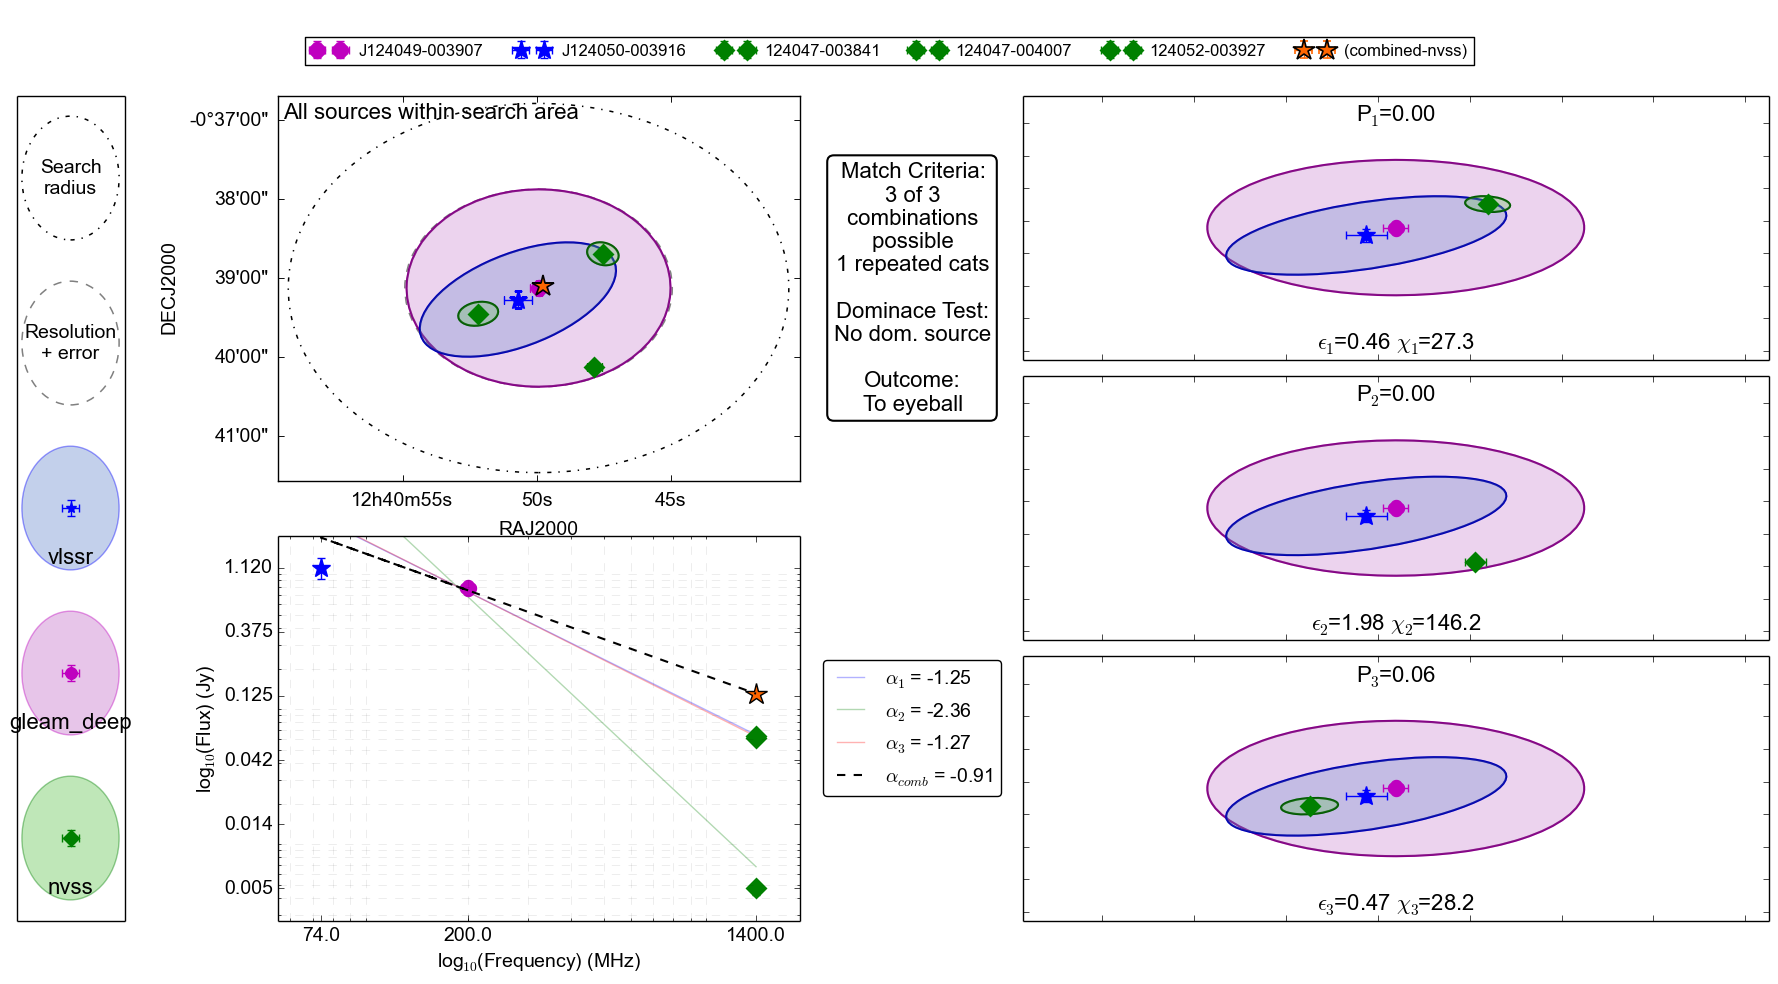 J124049-003907 J124050-003916 124047-003841 124047-004007 124052-003927 (combined-nvss)
Search
radius
Resolution
+ error
vlssr
gleam_deep
nvss
All sources within search area
DECJ2000
-0°37'00"
38'00"
39'00"
40'00"
41'00"
12h40m55s 50s 45s
RAJ2000
Match Criteria:
3 of 3
combinations
possible
1 repeated cats
Dominace Test:
No dom. source
Outcome:
To eyeball
log₁₀(Flux) (Jy)
1.120
0.375
0.125
0.042
0.014
0.005
74.0 200.0 1400.0
log₁₀(Frequency) (MHz)
α₁ = -1.25
α₂ = -2.36
α₃ = -1.27
α_comb = -0.91
P₁=0.00
ϵ₁=0.46 χ₁=27.3
P₂=0.00
ϵ₂=1.98 χ₂=146.2
P₃=0.06
ϵ₃=0.47 χ₃=28.2